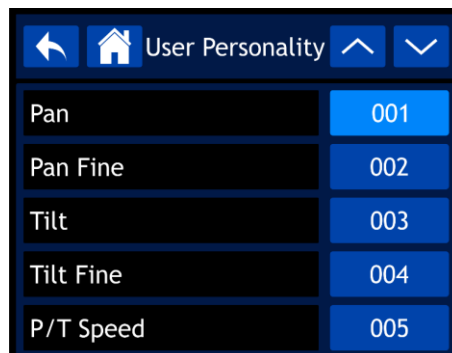 User Personality
Pan 001
Pan Fine 002
Tilt 003
Tilt Fine 004
P/T Speed 005